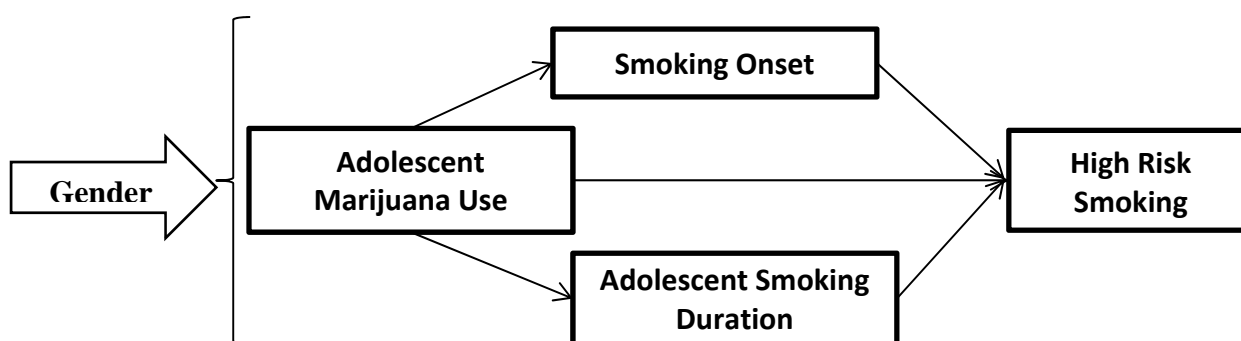 Smoking Onset
Adolescent
Marijuana Use
Gender
High Risk
Smoking
Adolescent Smoking
Duration